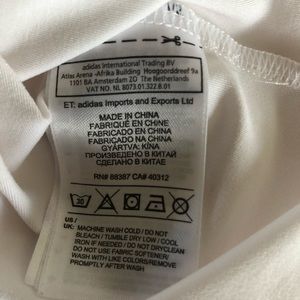 adidas International Trading BV
Atlas Arena -Afrika Building Hoogoorddreef 9a
1101 BA Amsterdam ZO The Netherlands
VAT NO. NL 8073.01.322.B.01
ET: adidas Imports and Exports Ltd
MADE IN CHINA
FABRIQUÉ EN CHINE
FABRICADO EN CHINA
FABRICADO NA CHINA
GYÁRTVA: KÍNA
ПРОИЗВЕДЕНО В КИТАЙ
СДЕЛАНО В КИТАЕ
RN# 88387 CA# 40312
30
US /
UK: MACHINE WASH COLD / DO NOT
BLEACH / TUMBLE DRY LOW / COOL
IRON IF NEEDED / DO NOT DRYCLEAN
DO NOT USE FABRIC SOFTENER/
WASH WITH LIKE COLORS/REMOVE
PROMPTLY AFTER WASH